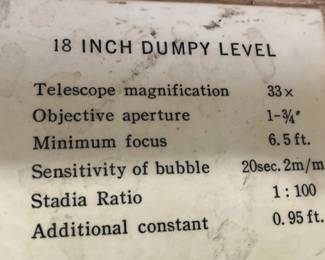 18 INCH DUMPY LEVEL
Telescope magnification 33×
Objective aperture 1-¾"
Minimum focus 6.5 ft.
Sensitivity of bubble 20sec. 2m/m
Stadia Ratio 1 : 100
Additional constant 0.95 ft.